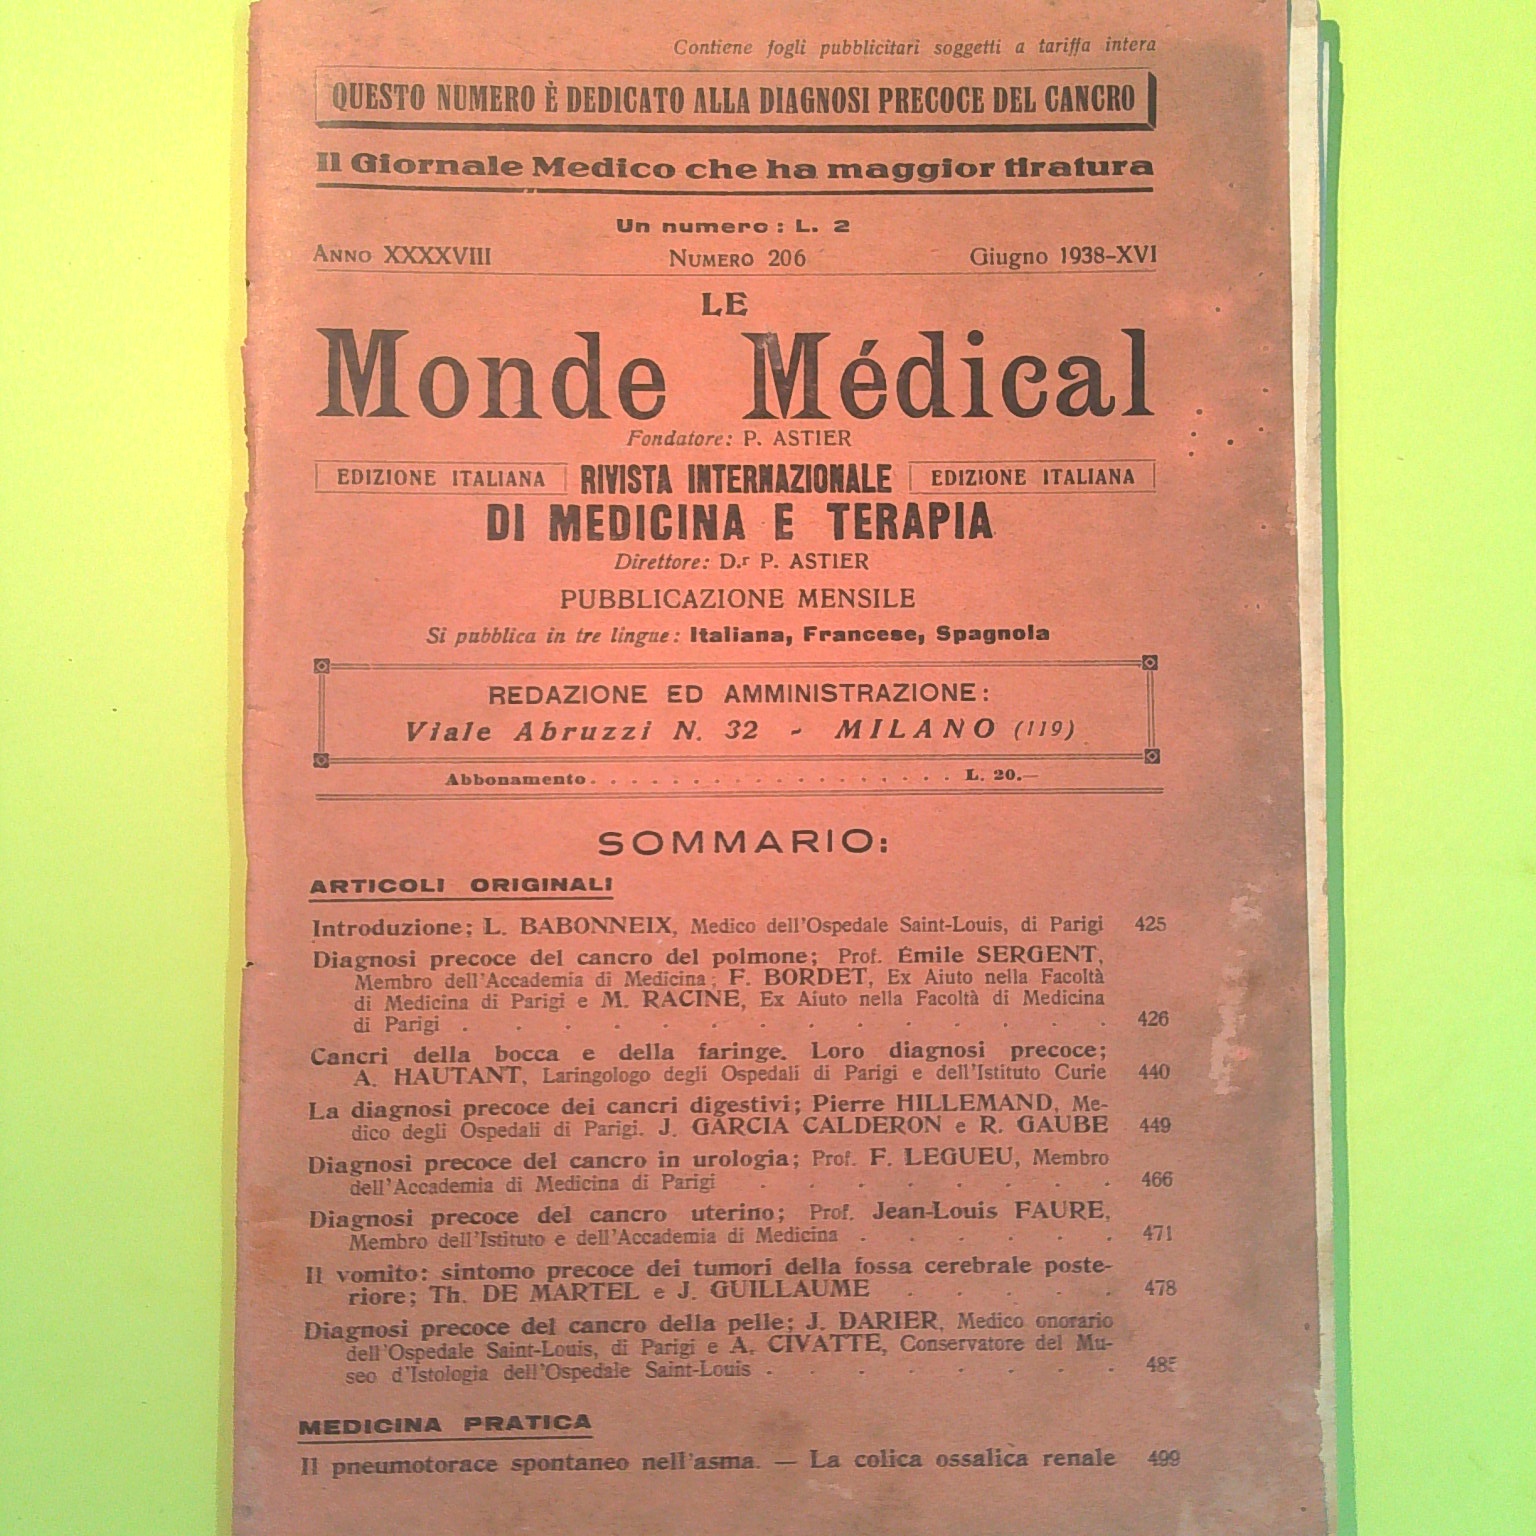 Contiene fogli pubblicitari soggetti a tariffa intera
QUESTO NUMERO È DEDICATO ALLA DIAGNOSI PRECOCE DEL CANCRO
Il Giornale Medico che ha maggior tiratura
Un numero: L. 2
ANNO XXXXVIII NUMERO 206 Giugno 1938-XVI
LE
Monde Médical
Fondatore: P. ASTIER
EDIZIONE ITALIANA RIVISTA INTERNAZIONALE EDIZIONE ITALIANA
DI MEDICINA E TERAPIA
Direttore: D.r P. ASTIER
PUBBLICAZIONE MENSILE
Si pubblica in tre lingue: Italiana, Francese, Spagnola
REDAZIONE ED AMMINISTRAZIONE:
Viale Abruzzi N. 32 - MILANO (119)
Abbonamento. . . . . . . . . . . . . . . . . . L. 20.—
SOMMARIO:
ARTICOLI ORIGINALI
Introduzione; L. BABONNEIX, Medico dell'Ospedale Saint-Louis, di Parigi 425
Diagnosi precoce del cancro del polmone; Prof. Émile SERGENT,
Membro dell'Accademia di Medicina; F. BORDET, Ex Aiuto nella Facoltà
di Medicina di Parigi e M. RACINE, Ex Aiuto nella Facoltà di Medicina
di Parigi . . . . . . . . . . . . . . 426
Cancri della bocca e della faringe. Loro diagnosi precoce;
A. HAUTANT, Laringologo degli Ospedali di Parigi e dell'Istituto Curie 440
La diagnosi precoce dei cancri digestivi; Pierre HILLEMAND, Me-
dico degli Ospedali di Parigi. J. GARCIA CALDERON e R. GAUBE 449
Diagnosi precoce del cancro in urologia; Prof. F. LEGUEU, Membro
dell'Accademia di Medicina di Parigi . . . . . . . . 466
Diagnosi precoce del cancro uterino; Prof. Jean-Louis FAURE,
Membro dell'Istituto e dell'Accademia di Medicina . . . . . . 471
Il vomito: sintomo precoce dei tumori della fossa cerebrale poste-
riore; Th. DE MARTEL e J. GUILLAUME . . . . . 478
Diagnosi precoce del cancro della pelle; J. DARIER, Medico onorario
dell'Ospedale Saint-Louis, di Parigi e A. CIVATTE, Conservatore del Mu-
seo d'Istologia dell'Ospedale Saint-Louis . . . . . . . . 485
MEDICINA PRATICA
Il pneumotorace spontaneo nell'asma. — La colica ossalica renale 499